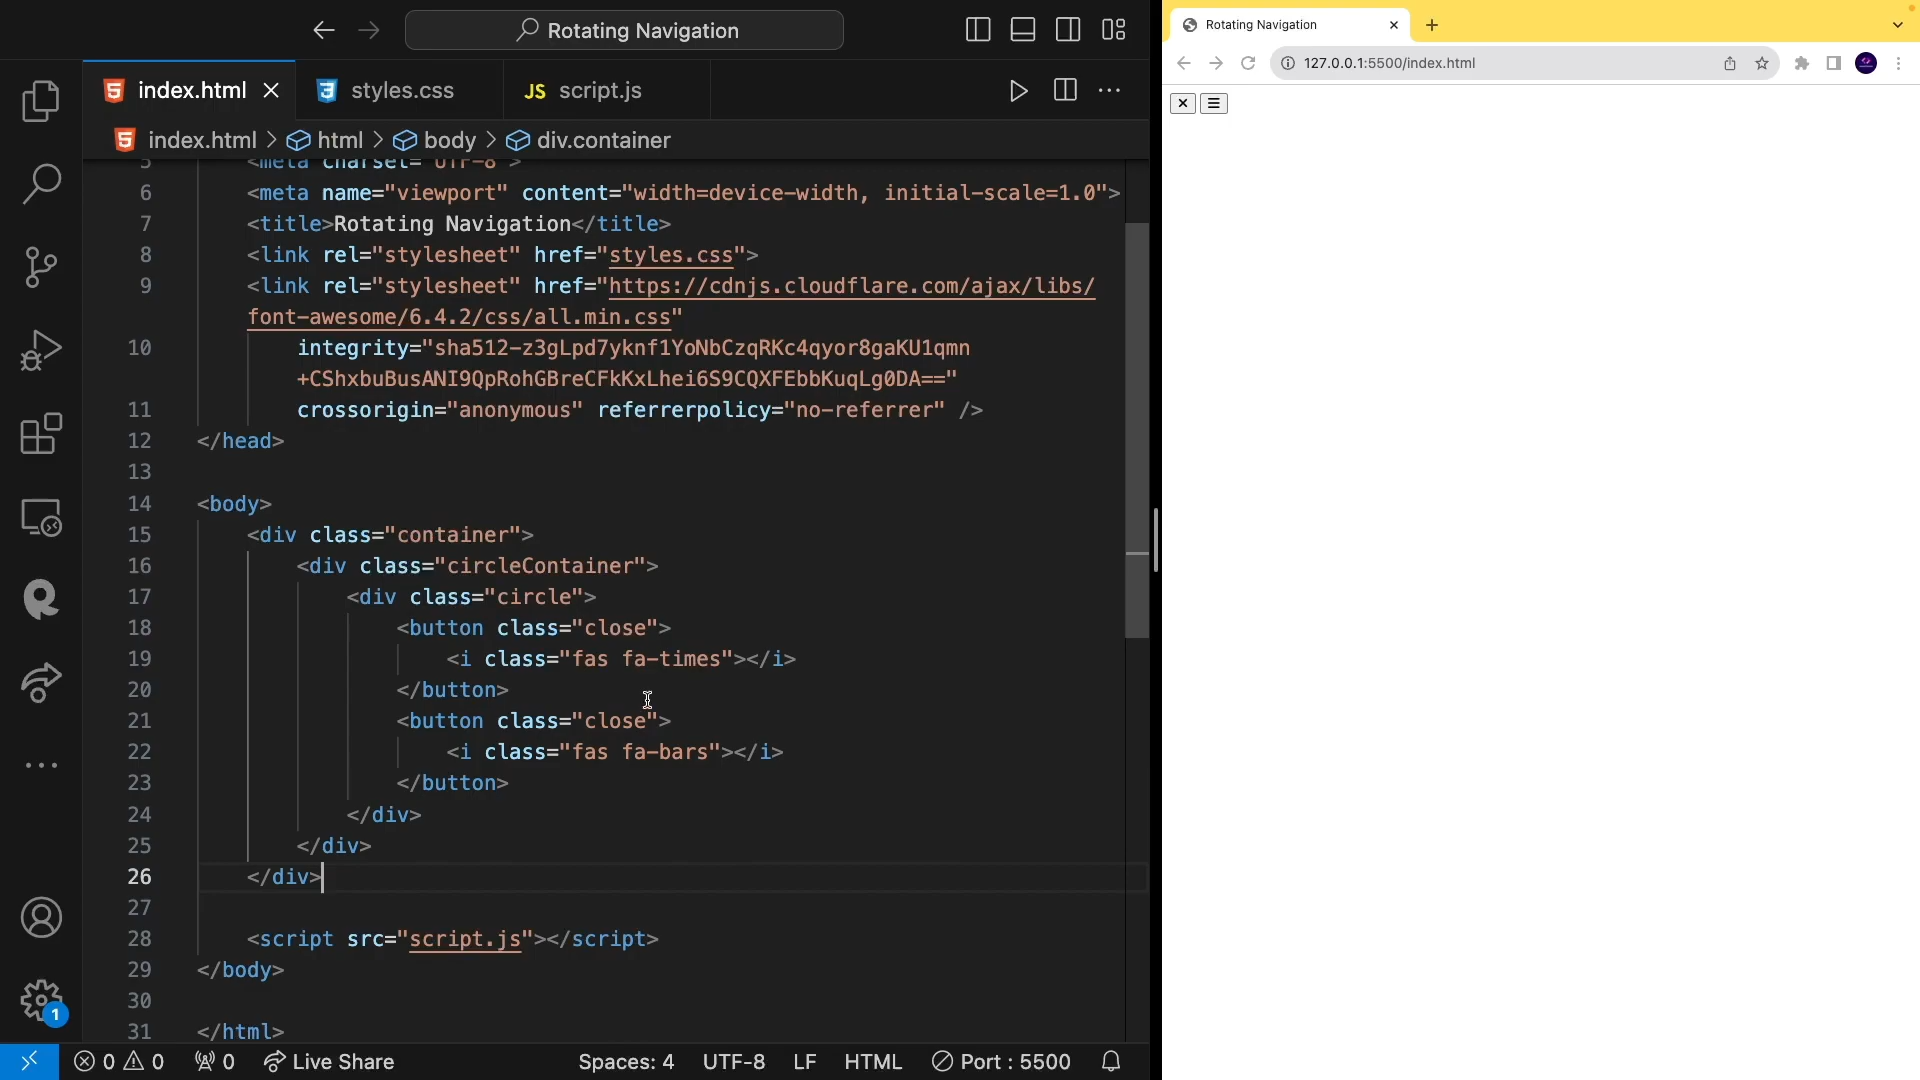 Rotating Navigation
index.html
styles.css
JS script.js
index.html > html > body > div.container
5 <meta charset="UTF-8">
6 <meta name="viewport" content="width=device-width, initial-scale=1.0">
7 <title>Rotating Navigation</title>
8 <link rel="stylesheet" href="styles.css">
9 <link rel="stylesheet" href="https://cdnjs.cloudflare.com/ajax/libs/
font-awesome/6.4.2/css/all.min.css"
10 integrity="sha512-z3gLpd7yknf1YoNbCzqRKc4qyor8gaKU1qmn
+CShxbuBusANI9QpRohGBreCFkKxLhei6S9CQXFEbbKuqLg0DA=="
11 crossorigin="anonymous" referrerpolicy="no-referrer" />
12 </head>
13
14 <body>
15 <div class="container">
16 <div class="circleContainer">
17 <div class="circle">
18 <button class="close">
19 <i class="fas fa-times"></i>
20 </button>
21 <button class="close">
22 <i class="fas fa-bars"></i>
23 </button>
24 </div>
25 </div>
26 </div>
27
28 <script src="script.js"></script>
29 </body>
30
31 </html>
1
0 0 0 Live Share Spaces: 4 UTF-8 LF HTML Port : 5500
Rotating Navigation
127.0.0.1:5500/index.html